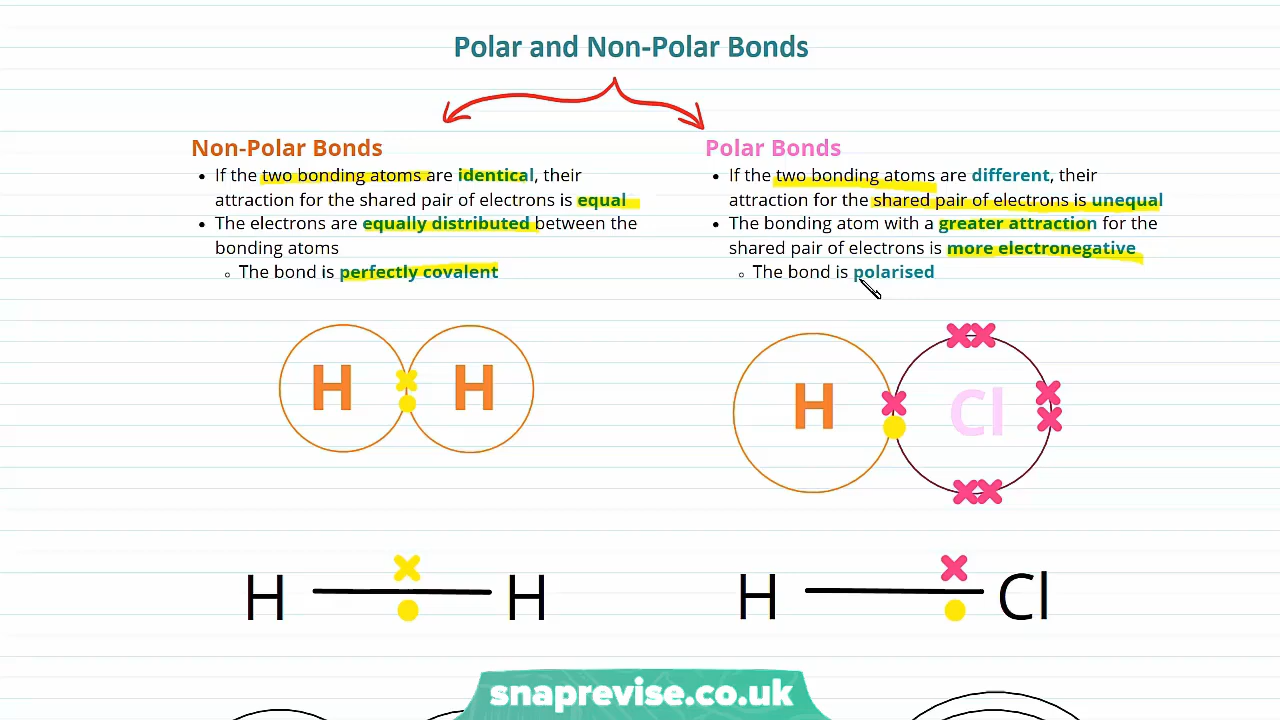 Polar and Non-Polar Bonds
Non-Polar Bonds
• If the two bonding atoms are identical, their
attraction for the shared pair of electrons is equal
• The electrons are equally distributed between the
bonding atoms
○ The bond is perfectly covalent
Polar Bonds
• If the two bonding atoms are different, their
attraction for the shared pair of electrons is unequal
• The bonding atom with a greater attraction for the
shared pair of electrons is more electronegative
○ The bond is polarised
H H
H Cl
H H
H Cl
snaprevise.co.uk